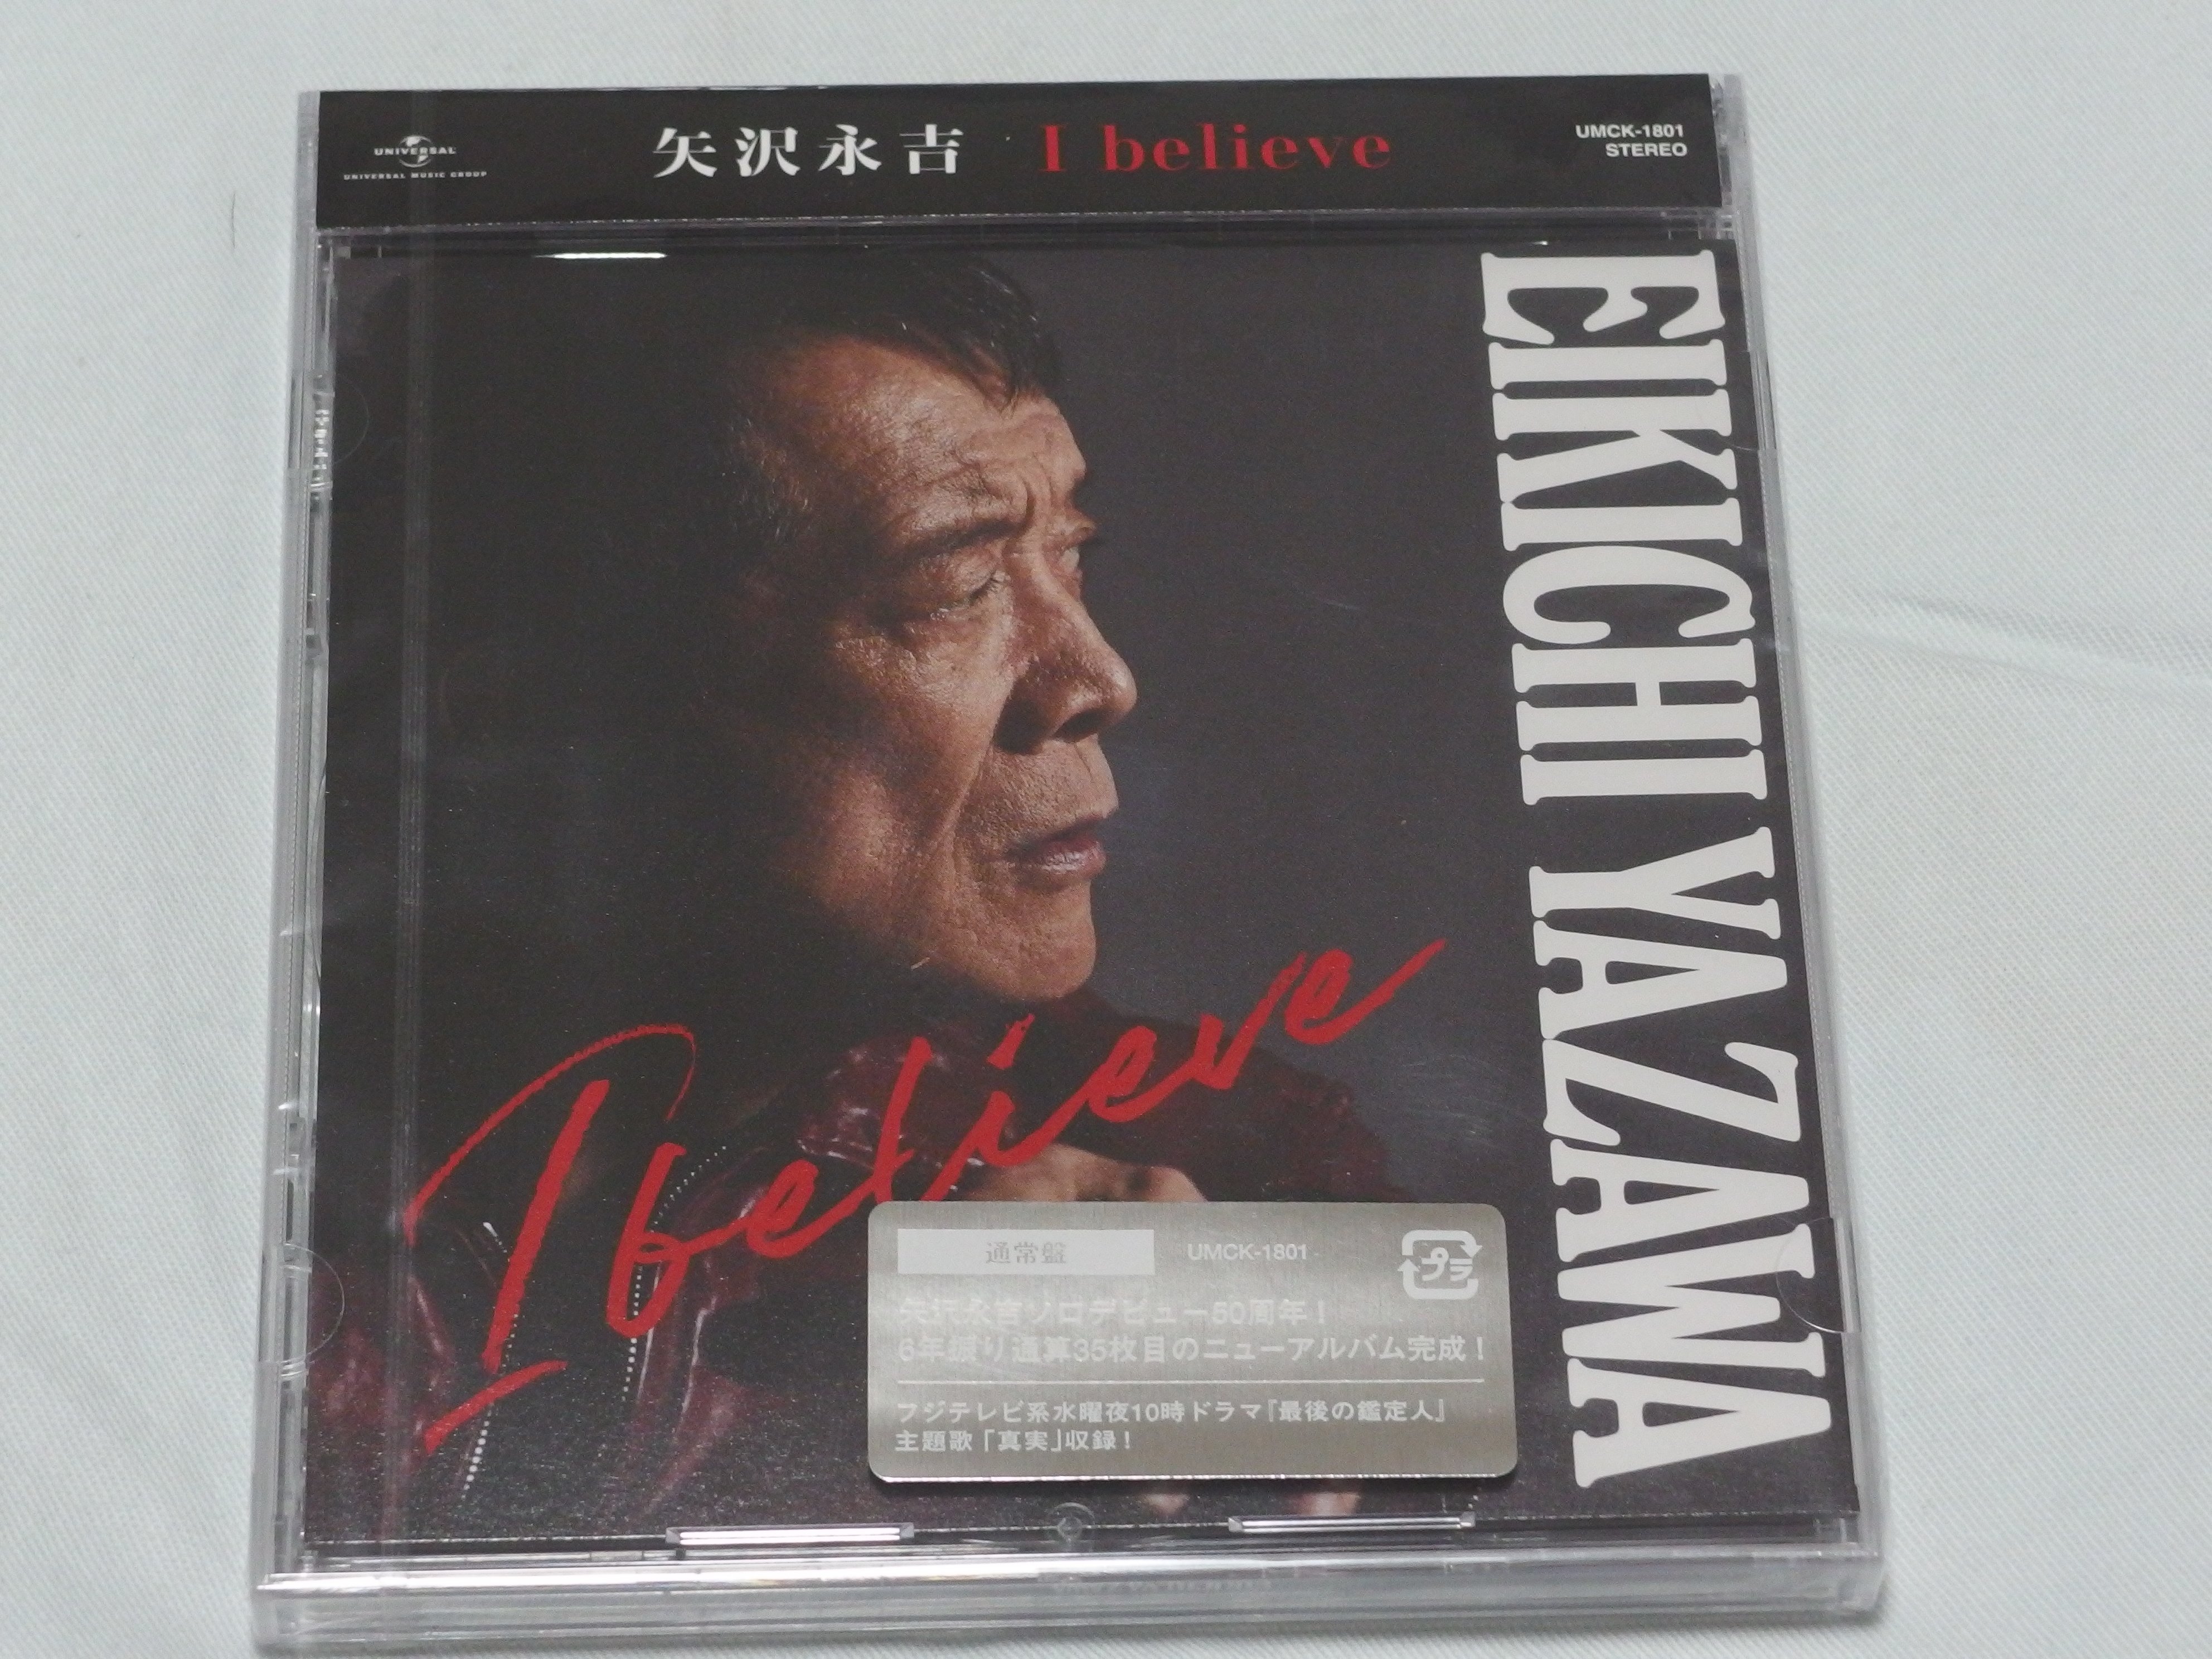 UNIVERSAL
UNIVERSAL MUSIC GROUP
矢沢永吉 I believe
UMCK-1801
STEREO
EIKICHI YAZAWA
I believe
通常盤
UMCK-1801
プラ
矢沢永吉ソロデビュー50周年！
6年振り通算35枚目のニューアルバム完成！
フジテレビ系水曜夜10時ドラマ『最後の鑑定人』
主題歌「真実」収録！